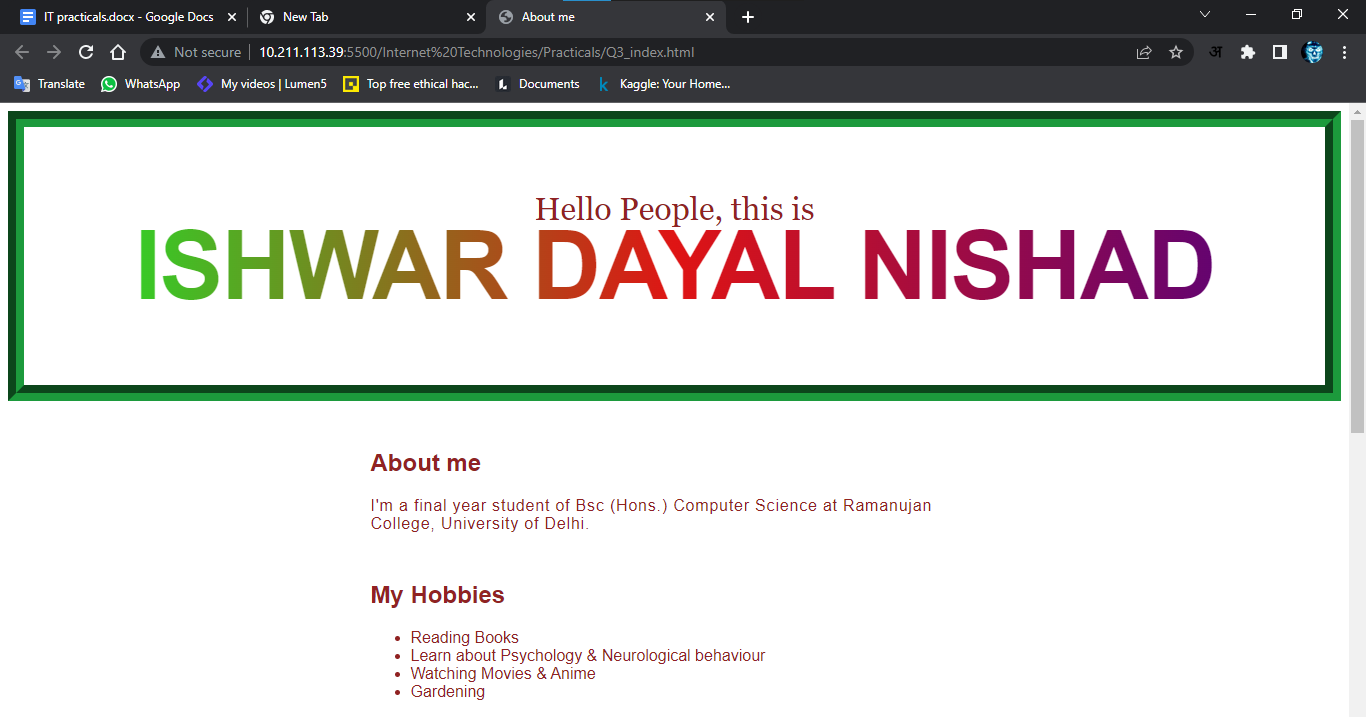 IT practicals.docx - Google Docs
New Tab
About me
Not secure
10.211.113.39:5500/Internet%20Technologies/Practicals/Q3_index.html
अ
Translate
WhatsApp
My videos | Lumen5
Top free ethical hac...
Documents
k
Kaggle: Your Home...
Hello People, this is
ISHWAR DAYAL NISHAD
About me
I'm a final year student of Bsc (Hons.) Computer Science at Ramanujan
College, University of Delhi.
My Hobbies
• Reading Books
• Learn about Psychology & Neurological behaviour
• Watching Movies & Anime
• Gardening